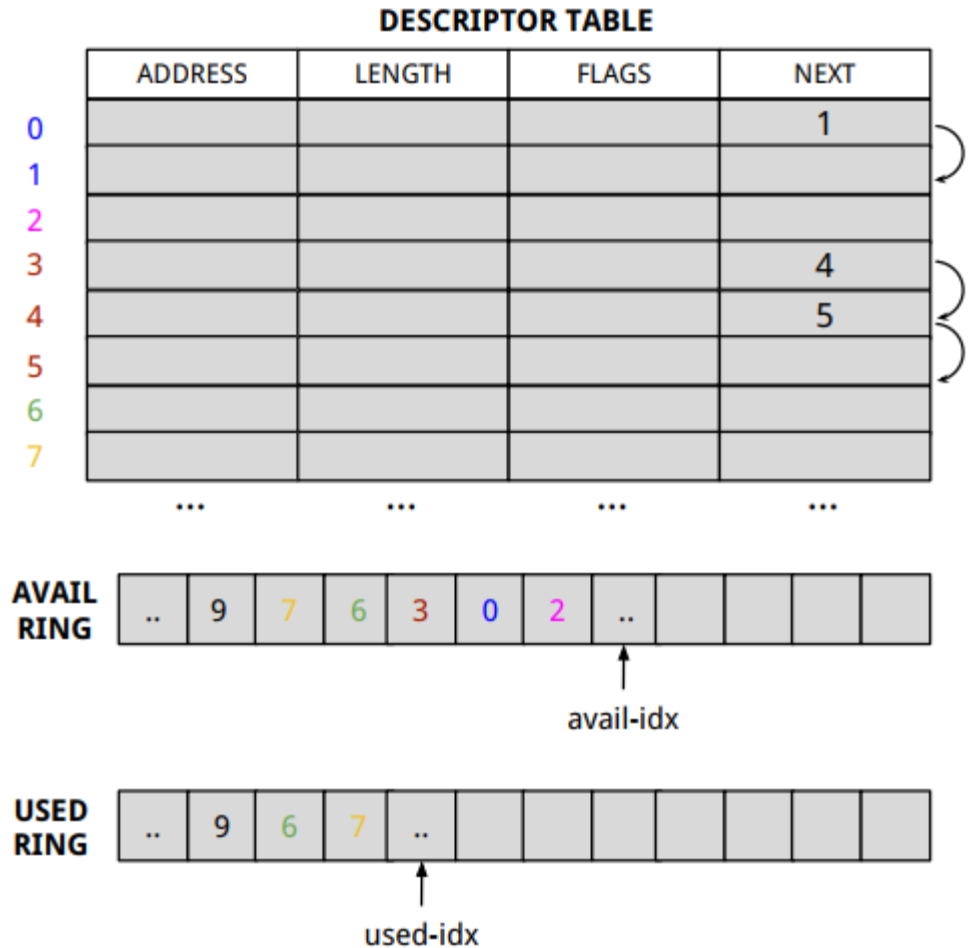 DESCRIPTOR TABLE
ADDRESS LENGTH FLAGS NEXT
0 1
1
2
3 4
4 5
5
6
7
... ... ... ...
AVAIL
RING
.. 9 7 6 3 0 2 ..
avail-idx
USED
RING
.. 9 6 7 ..
used-idx